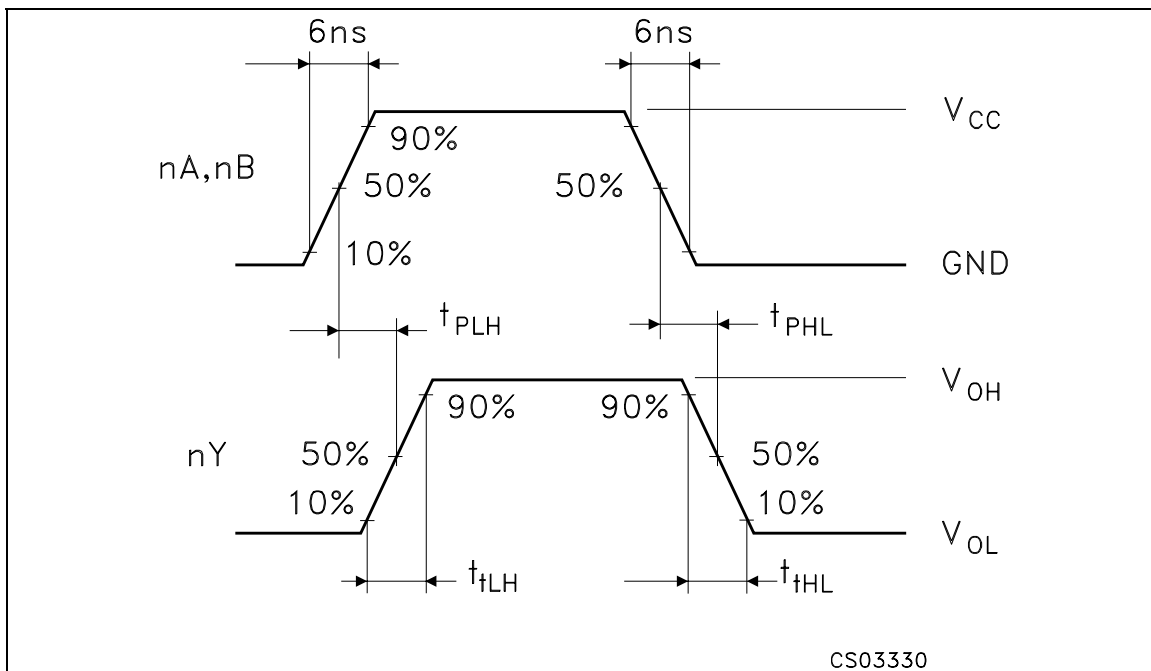 6ns 6ns
V_CC
90%
nA,nB 50% 50%
10% GND
t_PLH t_PHL
V_OH
90% 90%
nY 50% 50%
10% 10%
V_OL
t_tLH t_tHL
CS03330